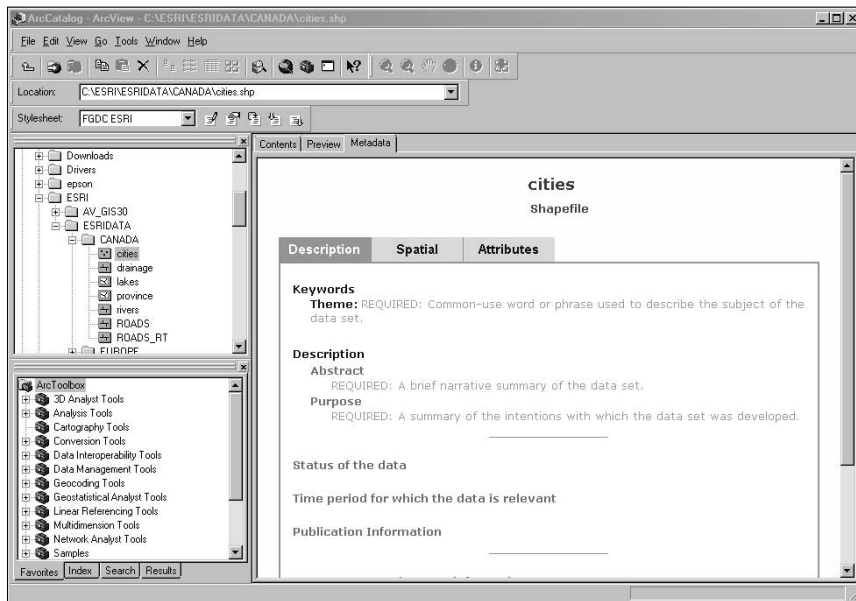 ArcCatalog - ArcView - C:\ESRI\ESRIDATA\CANADA\cities.shp
File Edit View Go Tools Window Help
Location: C:\ESRI\ESRIDATA\CANADA\cities.shp
Stylesheet: FGDC ESRI
Downloads
Drivers
epson
ESRI
AV_GIS30
ESRIDATA
CANADA
cities
drainage
lakes
province
rivers
ROADS
ROADS_RT
EUROPE
ArcToolbox
3D Analyst Tools
Analysis Tools
Cartography Tools
Conversion Tools
Data Interoperability Tools
Data Management Tools
Geocoding Tools
Geostatistical Analyst Tools
Linear Referencing Tools
Multidimension Tools
Network Analyst Tools
Samples
Favorites Index Search Results
Contents Preview Metadata
cities
Shapefile
Description Spatial Attributes
Keywords
Theme: REQUIRED: Common-use word or phrase used to describe the subject of the
data set.
Description
Abstract
REQUIRED: A brief narrative summary of the data set.
Purpose
REQUIRED: A summary of the intentions with which the data set was developed.
Status of the data
Time period for which the data is relevant
Publication Information